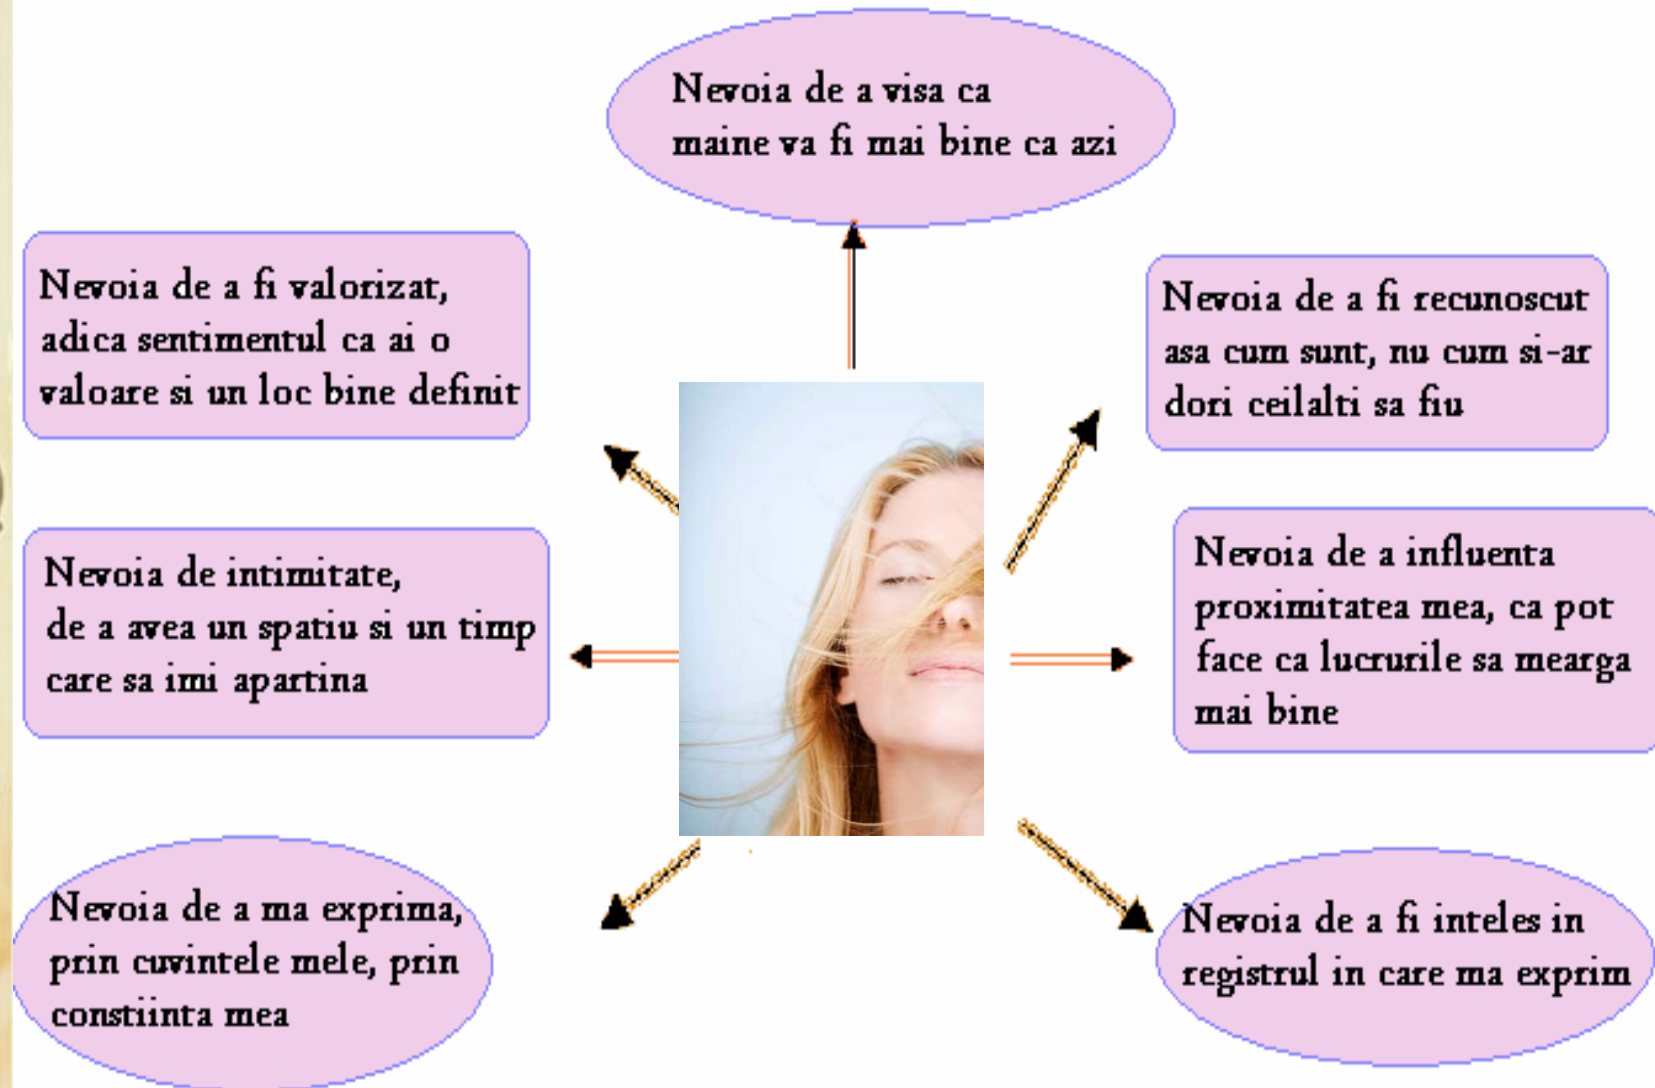 Nevoia de a visa ca
maine va fi mai bine ca azi
Nevoia de a fi valorizat,
adica sentimentul ca ai o
valoare si un loc bine definit
Nevoia de a fi recunoscut
asa cum sunt, nu cum si-ar
dori ceilalti sa fiu
Nevoia de intimitate,
de a avea un spatiu si un timp
care sa imi apartina
Nevoia de a influenta
proximitatea mea, ca pot
face ca lucrurile sa mearga
mai bine
Nevoia de a ma exprima,
prin cuvintele mele, prin
constiinta mea
Nevoia de a fi inteles in
registrul in care ma exprim